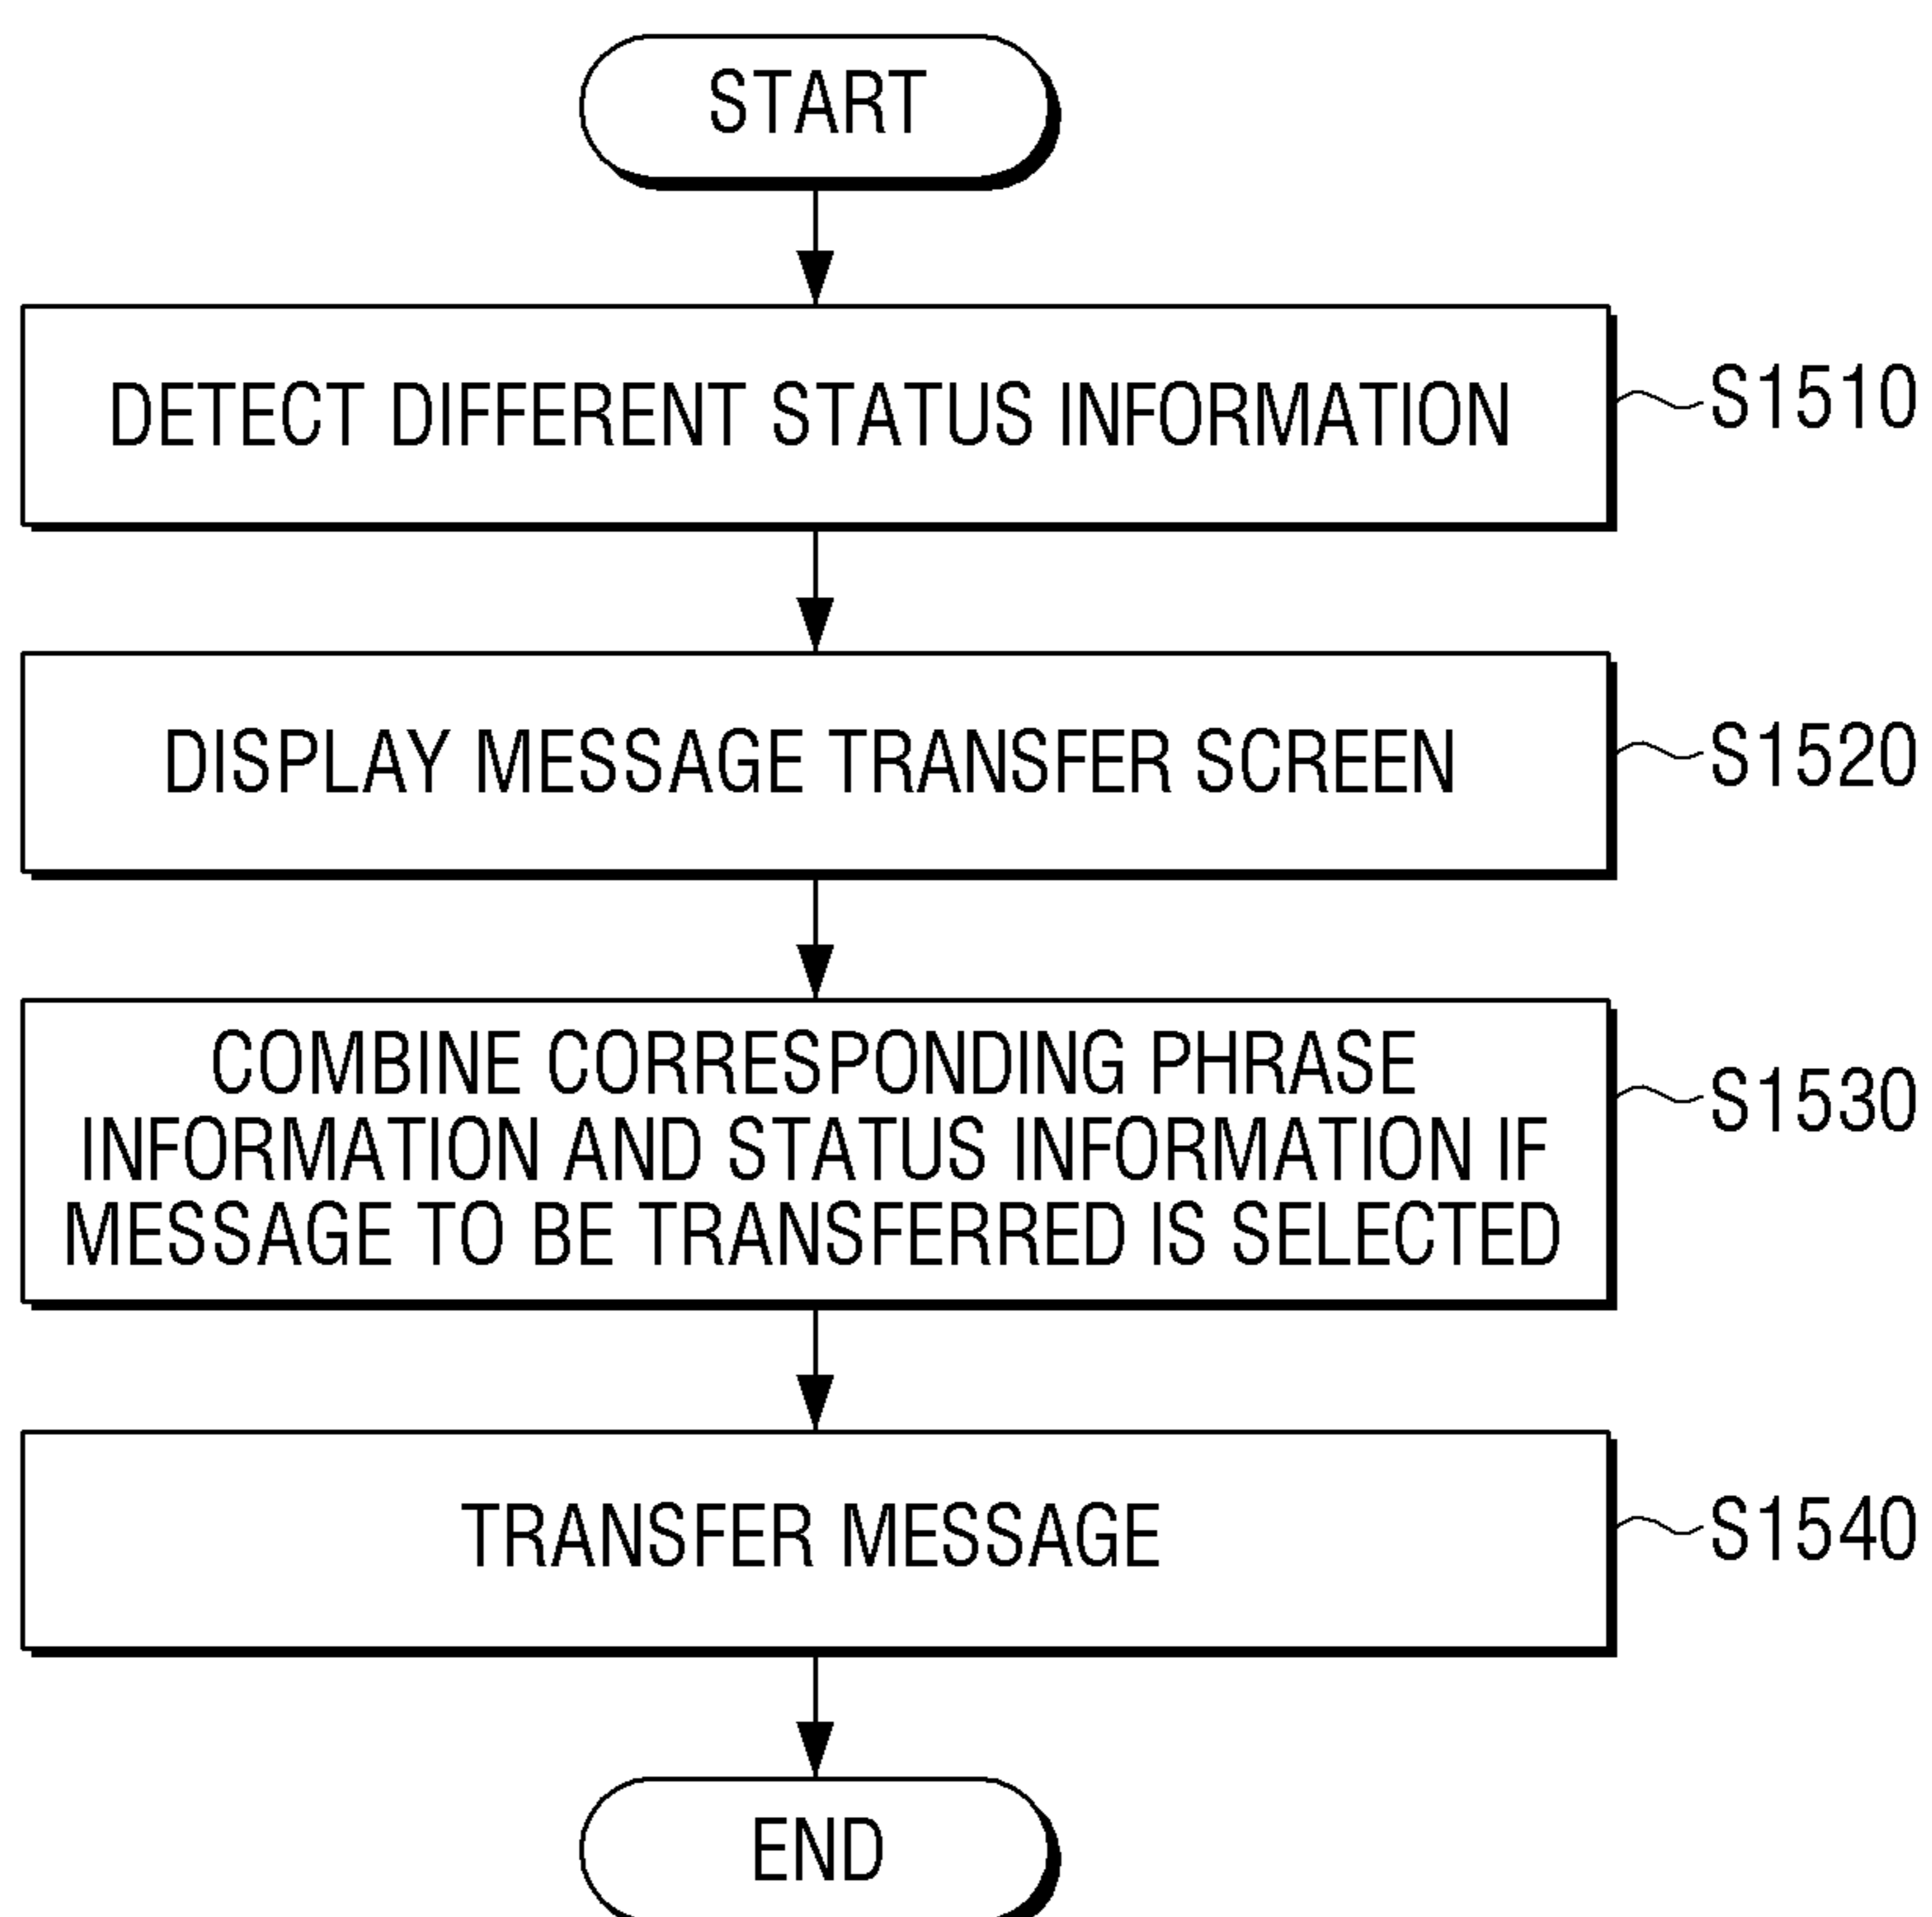 START
DETECT DIFFERENT STATUS INFORMATION
S1510
DISPLAY MESSAGE TRANSFER SCREEN
S1520
COMBINE CORRESPONDING PHRASE
INFORMATION AND STATUS INFORMATION IF
MESSAGE TO BE TRANSFERRED IS SELECTED
S1530
TRANSFER MESSAGE
S1540
END